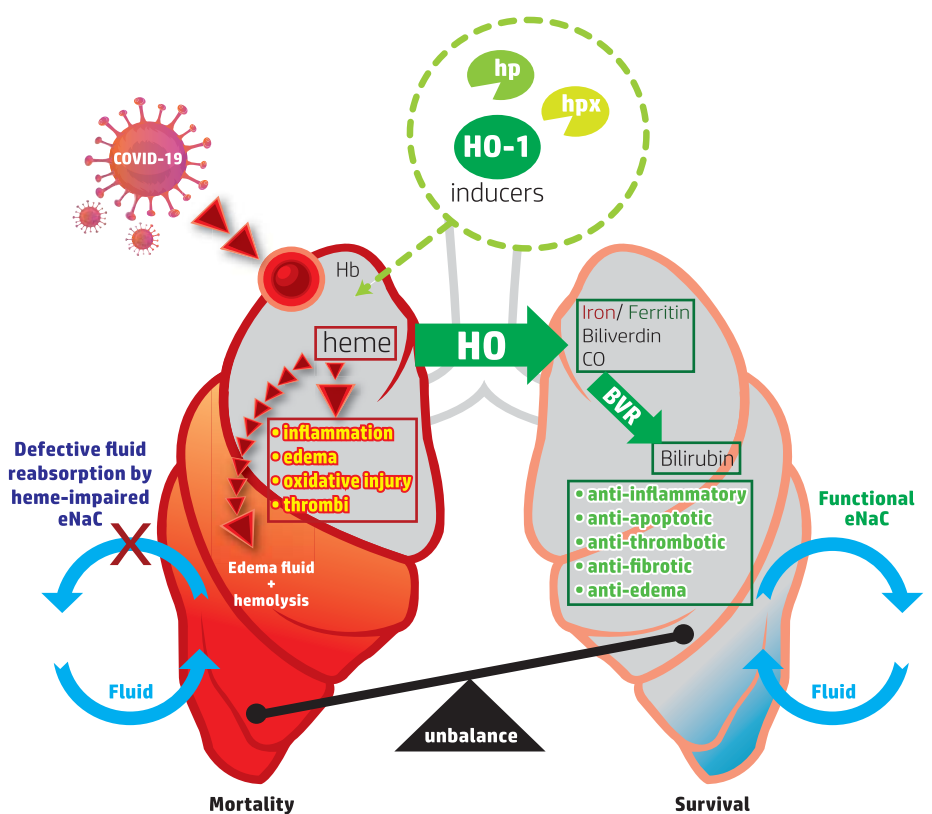 hp
hpx
HO-1
inducers
COVID-19
Hb
heme
HO
Iron/ Ferritin
Biliverdin
CO
BVR
Bilirubin
• inflammation
• edema
• oxidative injury
• thrombi
• anti-inflammatory
• anti-apoptotic
• anti-thrombotic
• anti-fibrotic
• anti-edema
Defective fluid
reabsorption by
heme-impaired
eNaC
Functional
eNaC
Edema fluid
+
hemolysis
Fluid
Fluid
unbalance
Mortality
Survival